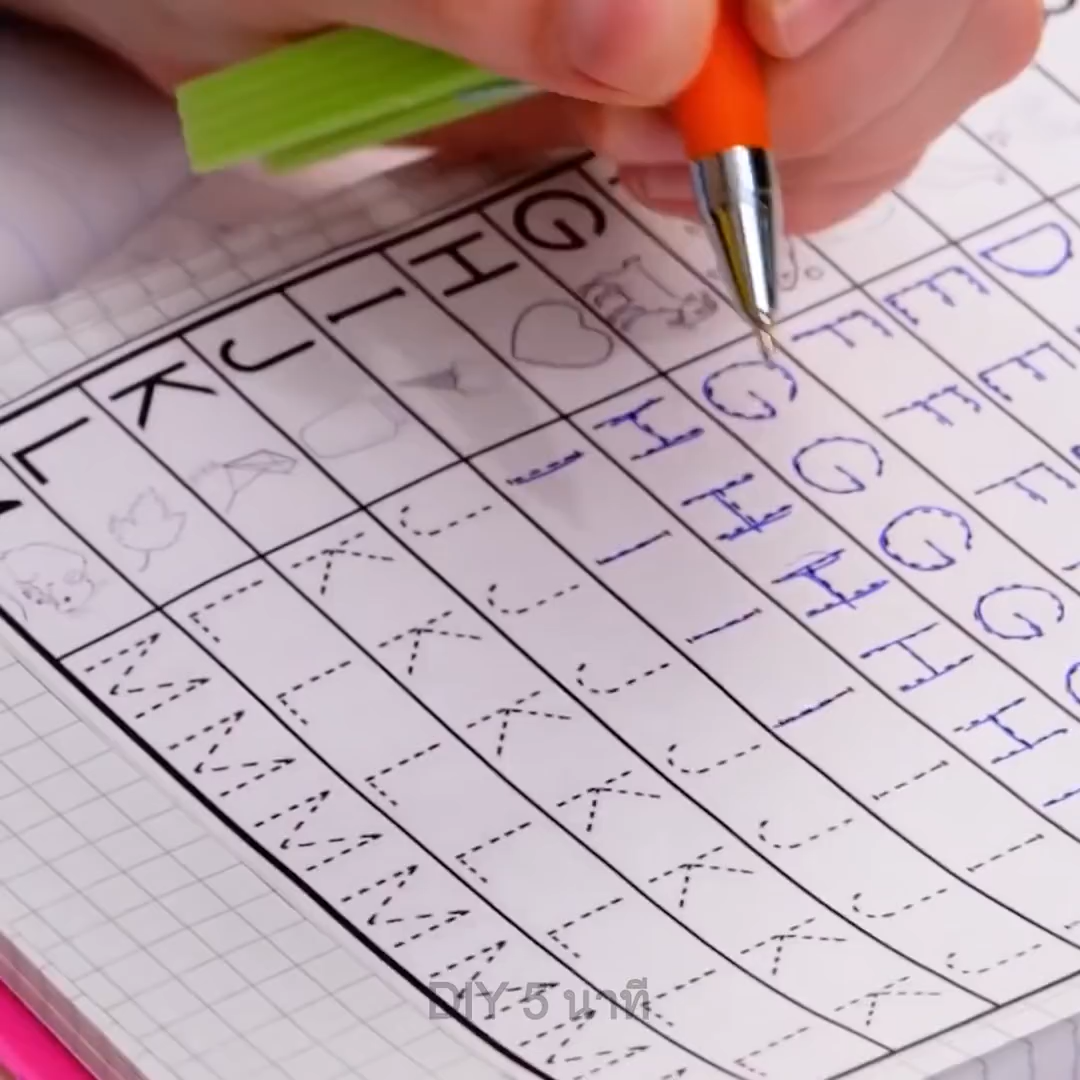 D
E E
F F F
G G G G G
H H H H H H
I I I I I I I
J J J J J J J J
K K K K K K K K
L L L L L L L L
M M M M M M
DIY 5 นาที